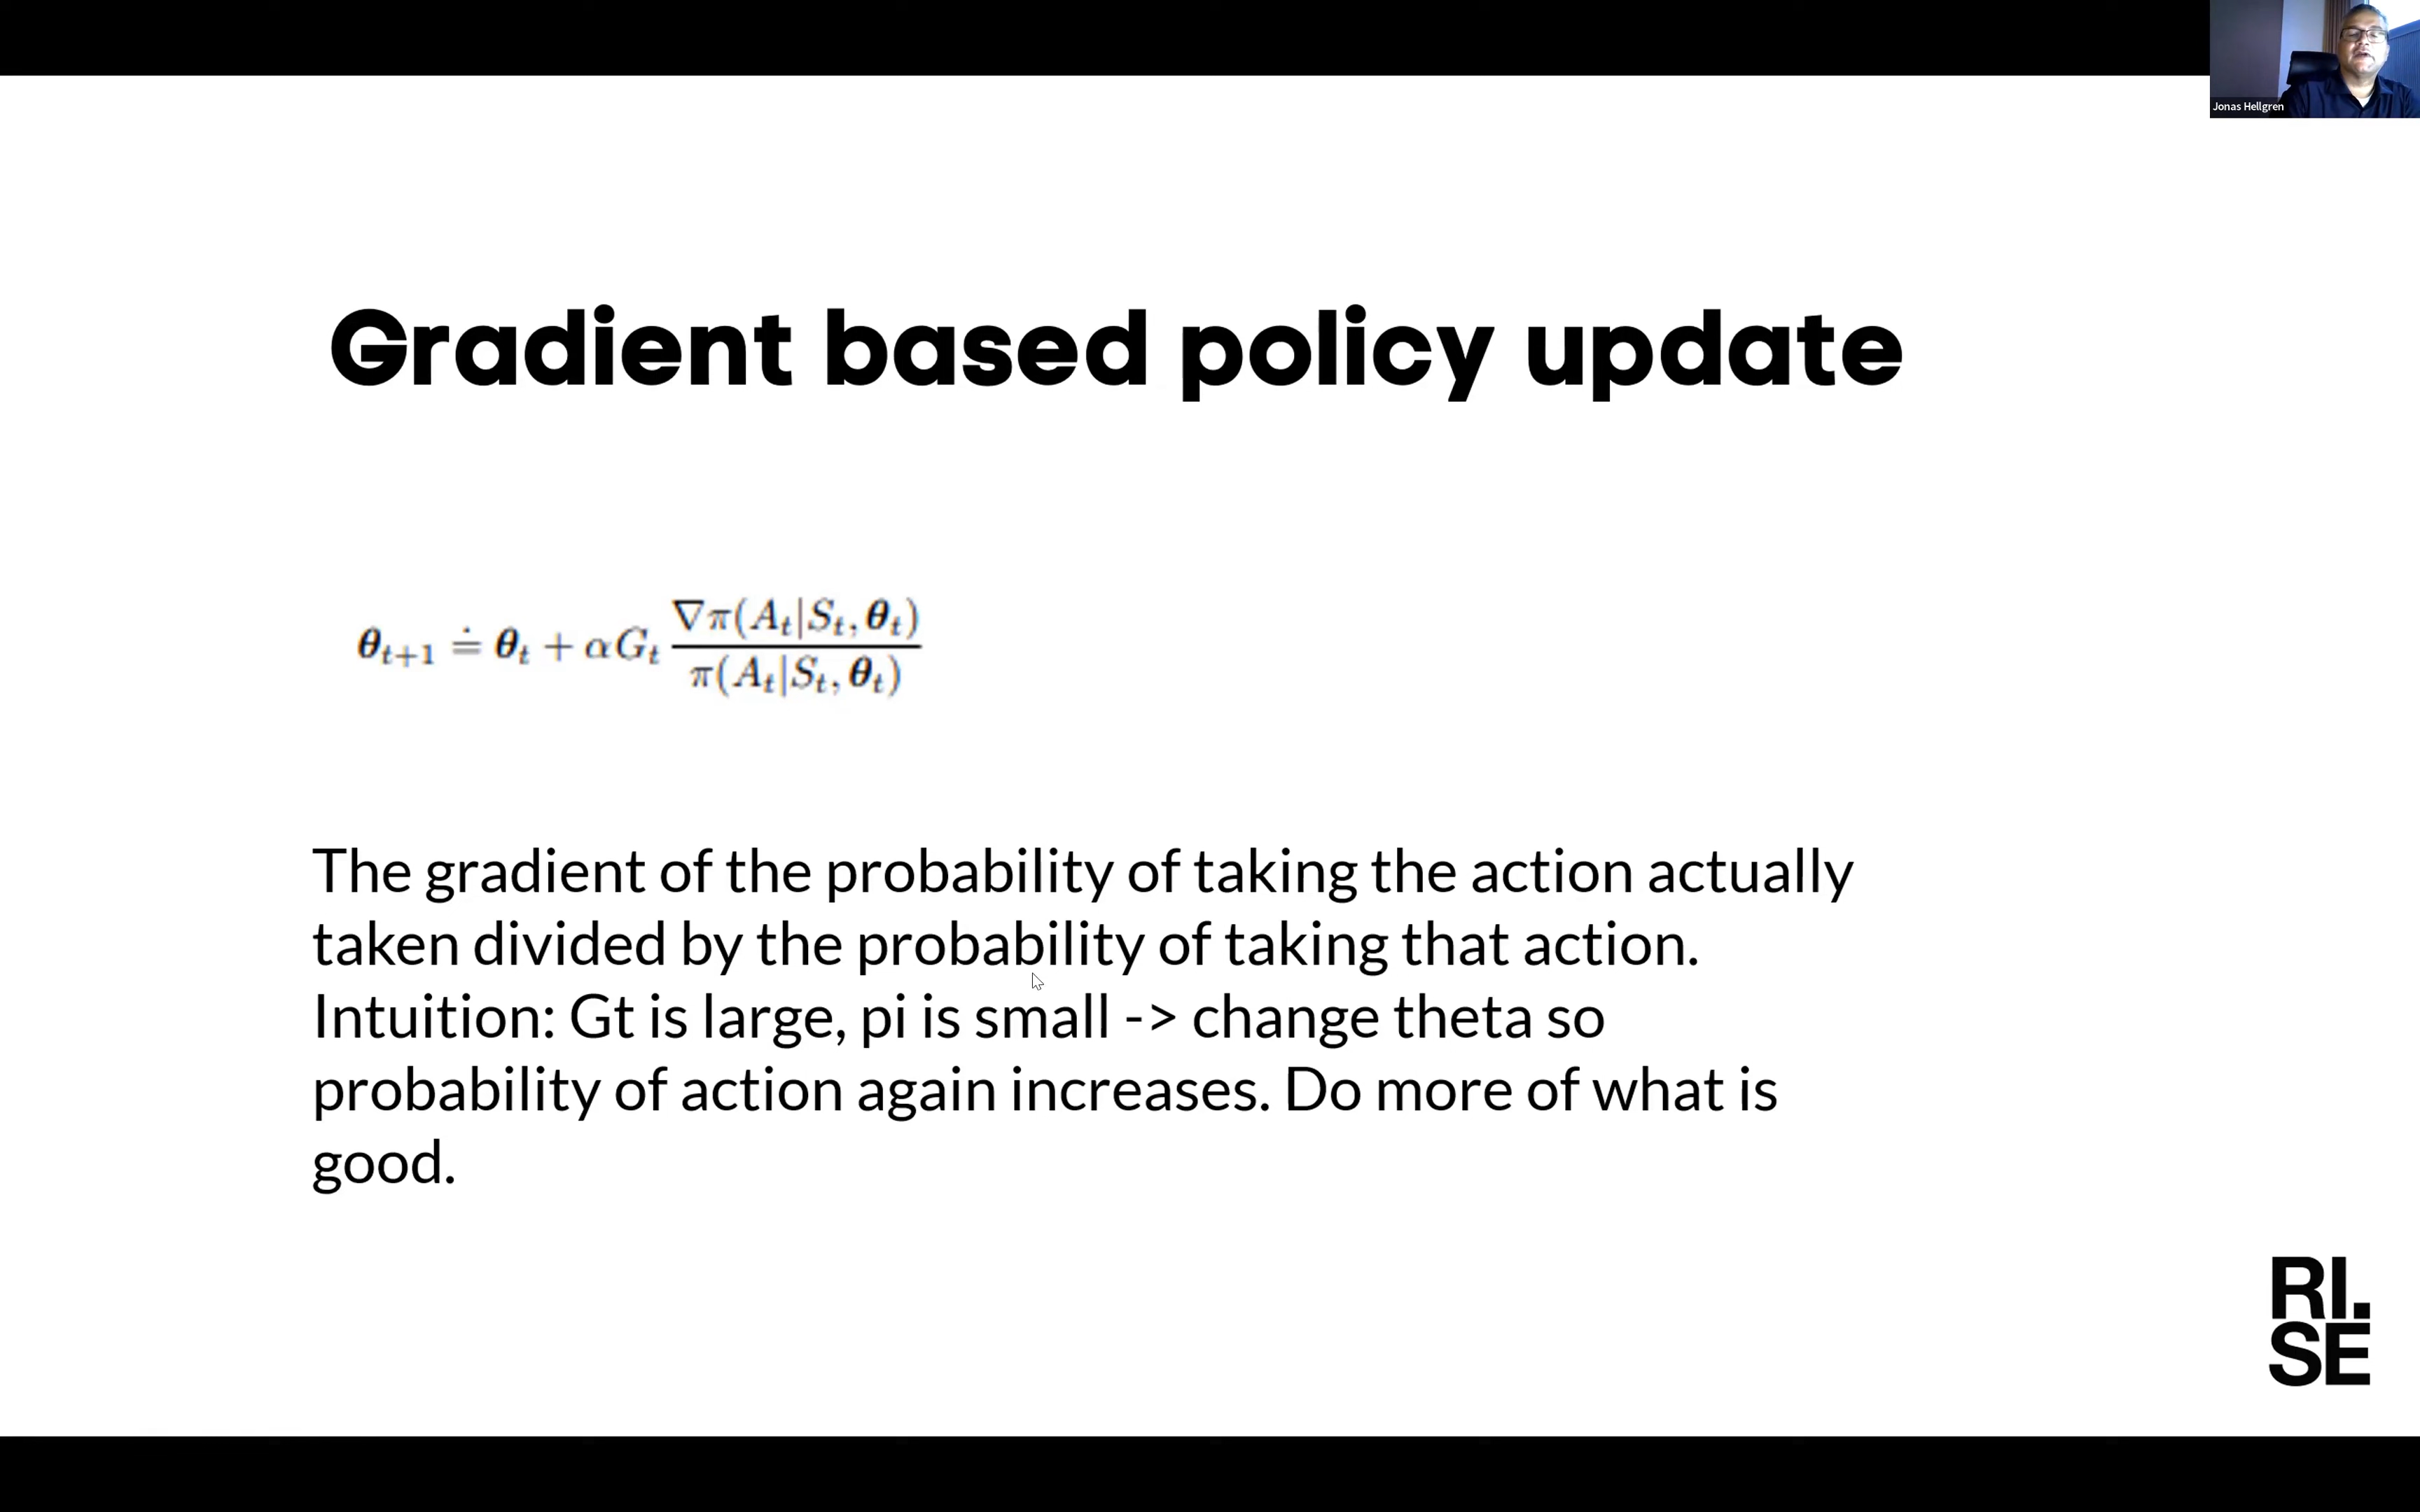 Jonas Hellgren
Gradient based policy update
θt+1 ≐ θt + αGt ∇π(At|St, θt) / π(At|St, θt)
The gradient of the probability of taking the action actually
taken divided by the probability of taking that action.
Intuition: Gt is large, pi is small -> change theta so
probability of action again increases. Do more of what is
good.
RI.
SE